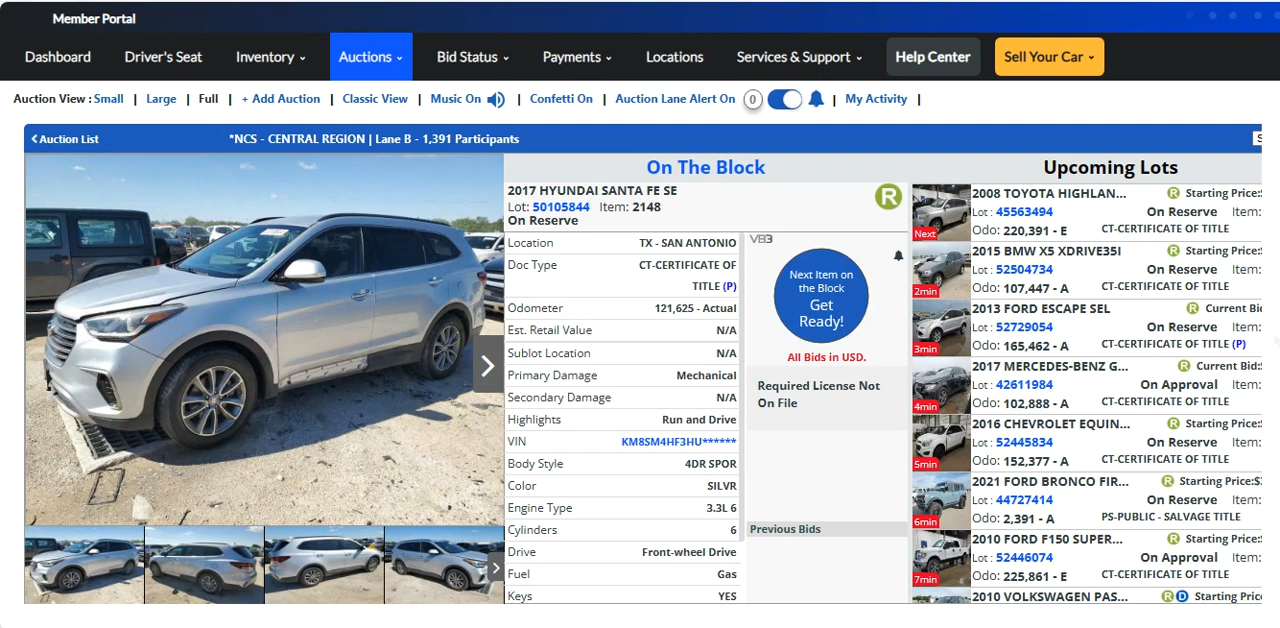 Member Portal
Dashboard Driver's Seat Inventory Auctions Bid Status Payments Locations Services & Support Help Center Sell Your Car
Auction View : Small | Large | Full | + Add Auction | Classic View | Music On | Confetti On | Auction Lane Alert On 0 | My Activity |
Auction List *NCS - CENTRAL REGION | Lane B - 1,391 Participants
On The Block
2017 HYUNDAI SANTA FE SE
Lot: 50105844 Item: 2148
On Reserve
R
Location TX - SAN ANTONIO
Doc Type CT-CERTIFICATE OF
TITLE (P)
Odometer 121,625 - Actual
Est. Retail Value N/A
Sublot Location N/A
Primary Damage Mechanical
Secondary Damage N/A
Highlights Run and Drive
VIN KM8SM4HF3HU******
Body Style 4DR SPOR
Color SILVR
Engine Type 3.3L 6
Cylinders 6
Drive Front-wheel Drive
Fuel Gas
Keys YES
VB3
Next Item on
the Block
Get
Ready!
All Bids in USD.
Required License Not
On File
Previous Bids
Upcoming Lots
2008 TOYOTA HIGHLAN... R Starting Price:
Lot : 45563494 On Reserve Item:
Next Odo: 220,391 - E CT-CERTIFICATE OF TITLE
2015 BMW X5 XDRIVE35I R Starting Price:
Lot : 52504734 On Reserve Item:
2min Odo: 107,447 - A CT-CERTIFICATE OF TITLE
2013 FORD ESCAPE SEL R Current Bi
Lot : 52729054 On Reserve Item:
3min Odo: 165,462 - A CT-CERTIFICATE OF TITLE (P)
2017 MERCEDES-BENZ G... R Current Bid:
Lot : 42611984 On Approval Item:
4min Odo: 102,888 - A CT-CERTIFICATE OF TITLE
2016 CHEVROLET EQUIN... R Starting Price:
Lot : 52445834 On Reserve Item:
5min Odo: 152,377 - A CT-CERTIFICATE OF TITLE
2021 FORD BRONCO FIR... R Starting Price:$
Lot : 44727414 On Reserve Item:
6min Odo: 2,391 - A PS-PUBLIC - SALVAGE TITLE
2010 FORD F150 SUPER... R Starting Price:
Lot : 52446074 On Approval Item:
7min Odo: 225,861 - E CT-CERTIFICATE OF TITLE
2010 VOLKSWAGEN PAS... R D Starting Price